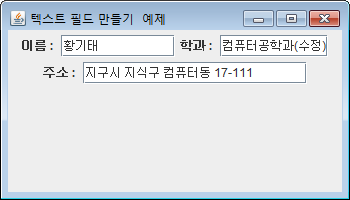 텍스트 필드 만들기 예제
이름 : 황기태 학과 : 컴퓨터공학과(수정)
주소 : 지구시 지식구 컴퓨터동 17-111